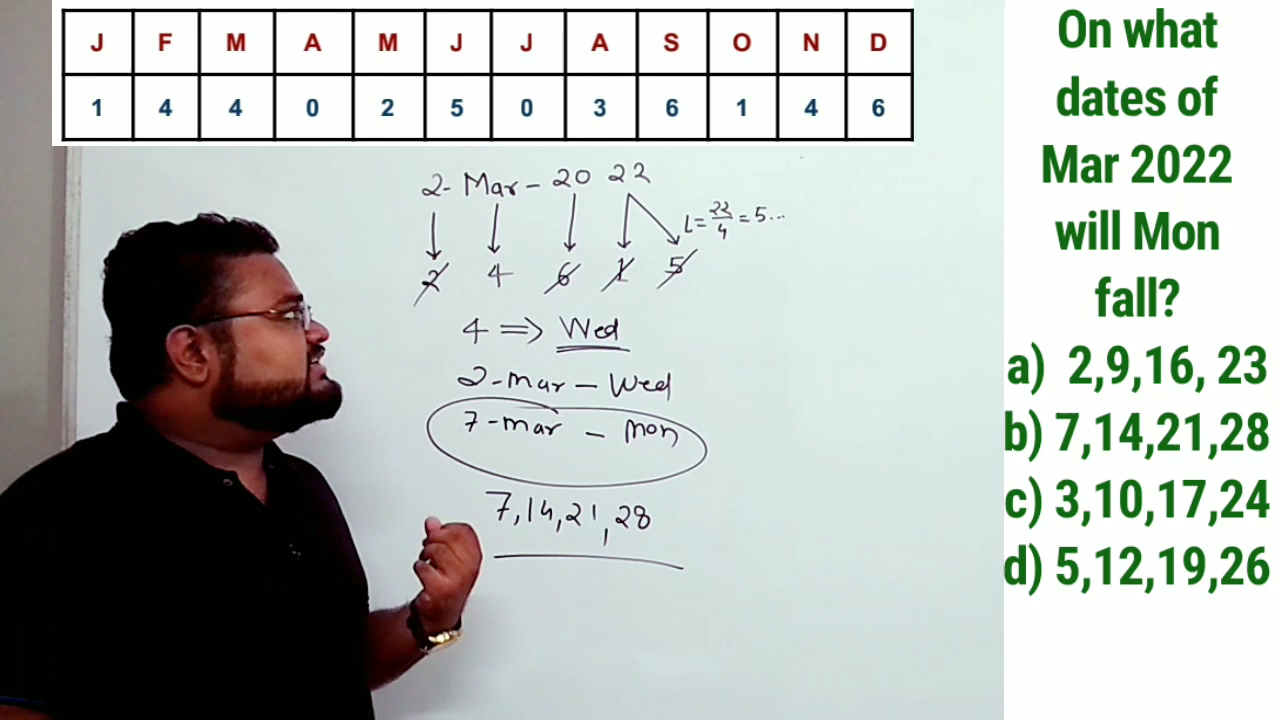 J F M A M J J A S O N D
1 4 4 0 2 5 0 3 6 1 4 6
2- Mar - 20 22
L = 22/4 = 5...
2 4 6 1 5
4 => Wed
2-mar - Wed
7-mar - mon
7,14,21,28
On what
dates of
Mar 2022
will Mon
fall?
a) 2,9,16, 23
b) 7,14,21,28
c) 3,10,17,24
d) 5,12,19,26